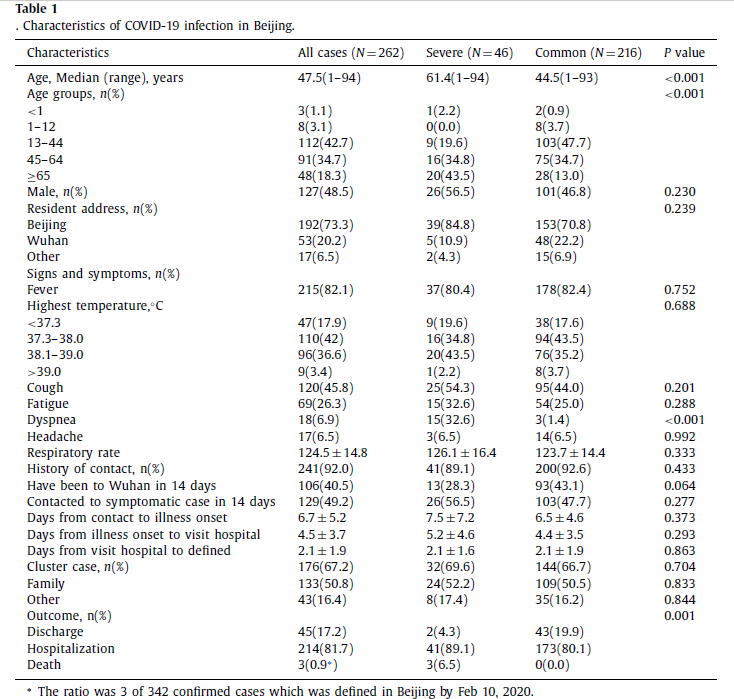 Table 1
. Characteristics of COVID-19 infection in Beijing.
Characteristics All cases (N=262) Severe (N=46) Common (N=216) P value
Age, Median (range), years 47.5(1–94) 61.4(1–94) 44.5(1–93) <0.001
Age groups, n(%) <0.001
<1 3(1.1) 1(2.2) 2(0.9)
1–12 8(3.1) 0(0.0) 8(3.7)
13–44 112(42.7) 9(19.6) 103(47.7)
45–64 91(34.7) 16(34.8) 75(34.7)
≥65 48(18.3) 20(43.5) 28(13.0)
Male, n(%) 127(48.5) 26(56.5) 101(46.8) 0.230
Resident address, n(%) 0.239
Beijing 192(73.3) 39(84.8) 153(70.8)
Wuhan 53(20.2) 5(10.9) 48(22.2)
Other 17(6.5) 2(4.3) 15(6.9)
Signs and symptoms, n(%)
Fever 215(82.1) 37(80.4) 178(82.4) 0.752
Highest temperature,◦C 0.688
<37.3 47(17.9) 9(19.6) 38(17.6)
37.3–38.0 110(42) 16(34.8) 94(43.5)
38.1–39.0 96(36.6) 20(43.5) 76(35.2)
>39.0 9(3.4) 1(2.2) 8(3.7)
Cough 120(45.8) 25(54.3) 95(44.0) 0.201
Fatigue 69(26.3) 15(32.6) 54(25.0) 0.288
Dyspnea 18(6.9) 15(32.6) 3(1.4) <0.001
Headache 17(6.5) 3(6.5) 14(6.5) 0.992
Respiratory rate 124.5±14.8 126.1±16.4 123.7±14.4 0.333
History of contact, n(%) 241(92.0) 41(89.1) 200(92.6) 0.433
Have been to Wuhan in 14 days 106(40.5) 13(28.3) 93(43.1) 0.064
Contacted to symptomatic case in 14 days 129(49.2) 26(56.5) 103(47.7) 0.277
Days from contact to illness onset 6.7±5.2 7.5±7.2 6.5±4.6 0.373
Days from illness onset to visit hospital 4.5±3.7 5.2±4.6 4.4±3.5 0.293
Days from visit hospital to defined 2.1±1.9 2.1±1.6 2.1±1.9 0.863
Cluster case, n(%) 176(67.2) 32(69.6) 144(66.7) 0.704
Family 133(50.8) 24(52.2) 109(50.5) 0.833
Other 43(16.4) 8(17.4) 35(16.2) 0.844
Outcome, n(%) 0.001
Discharge 45(17.2) 2(4.3) 43(19.9)
Hospitalization 214(81.7) 41(89.1) 173(80.1)
Death 3(0.9*) 3(6.5) 0(0.0)
* The ratio was 3 of 342 confirmed cases which was defined in Beijing by Feb 10, 2020.